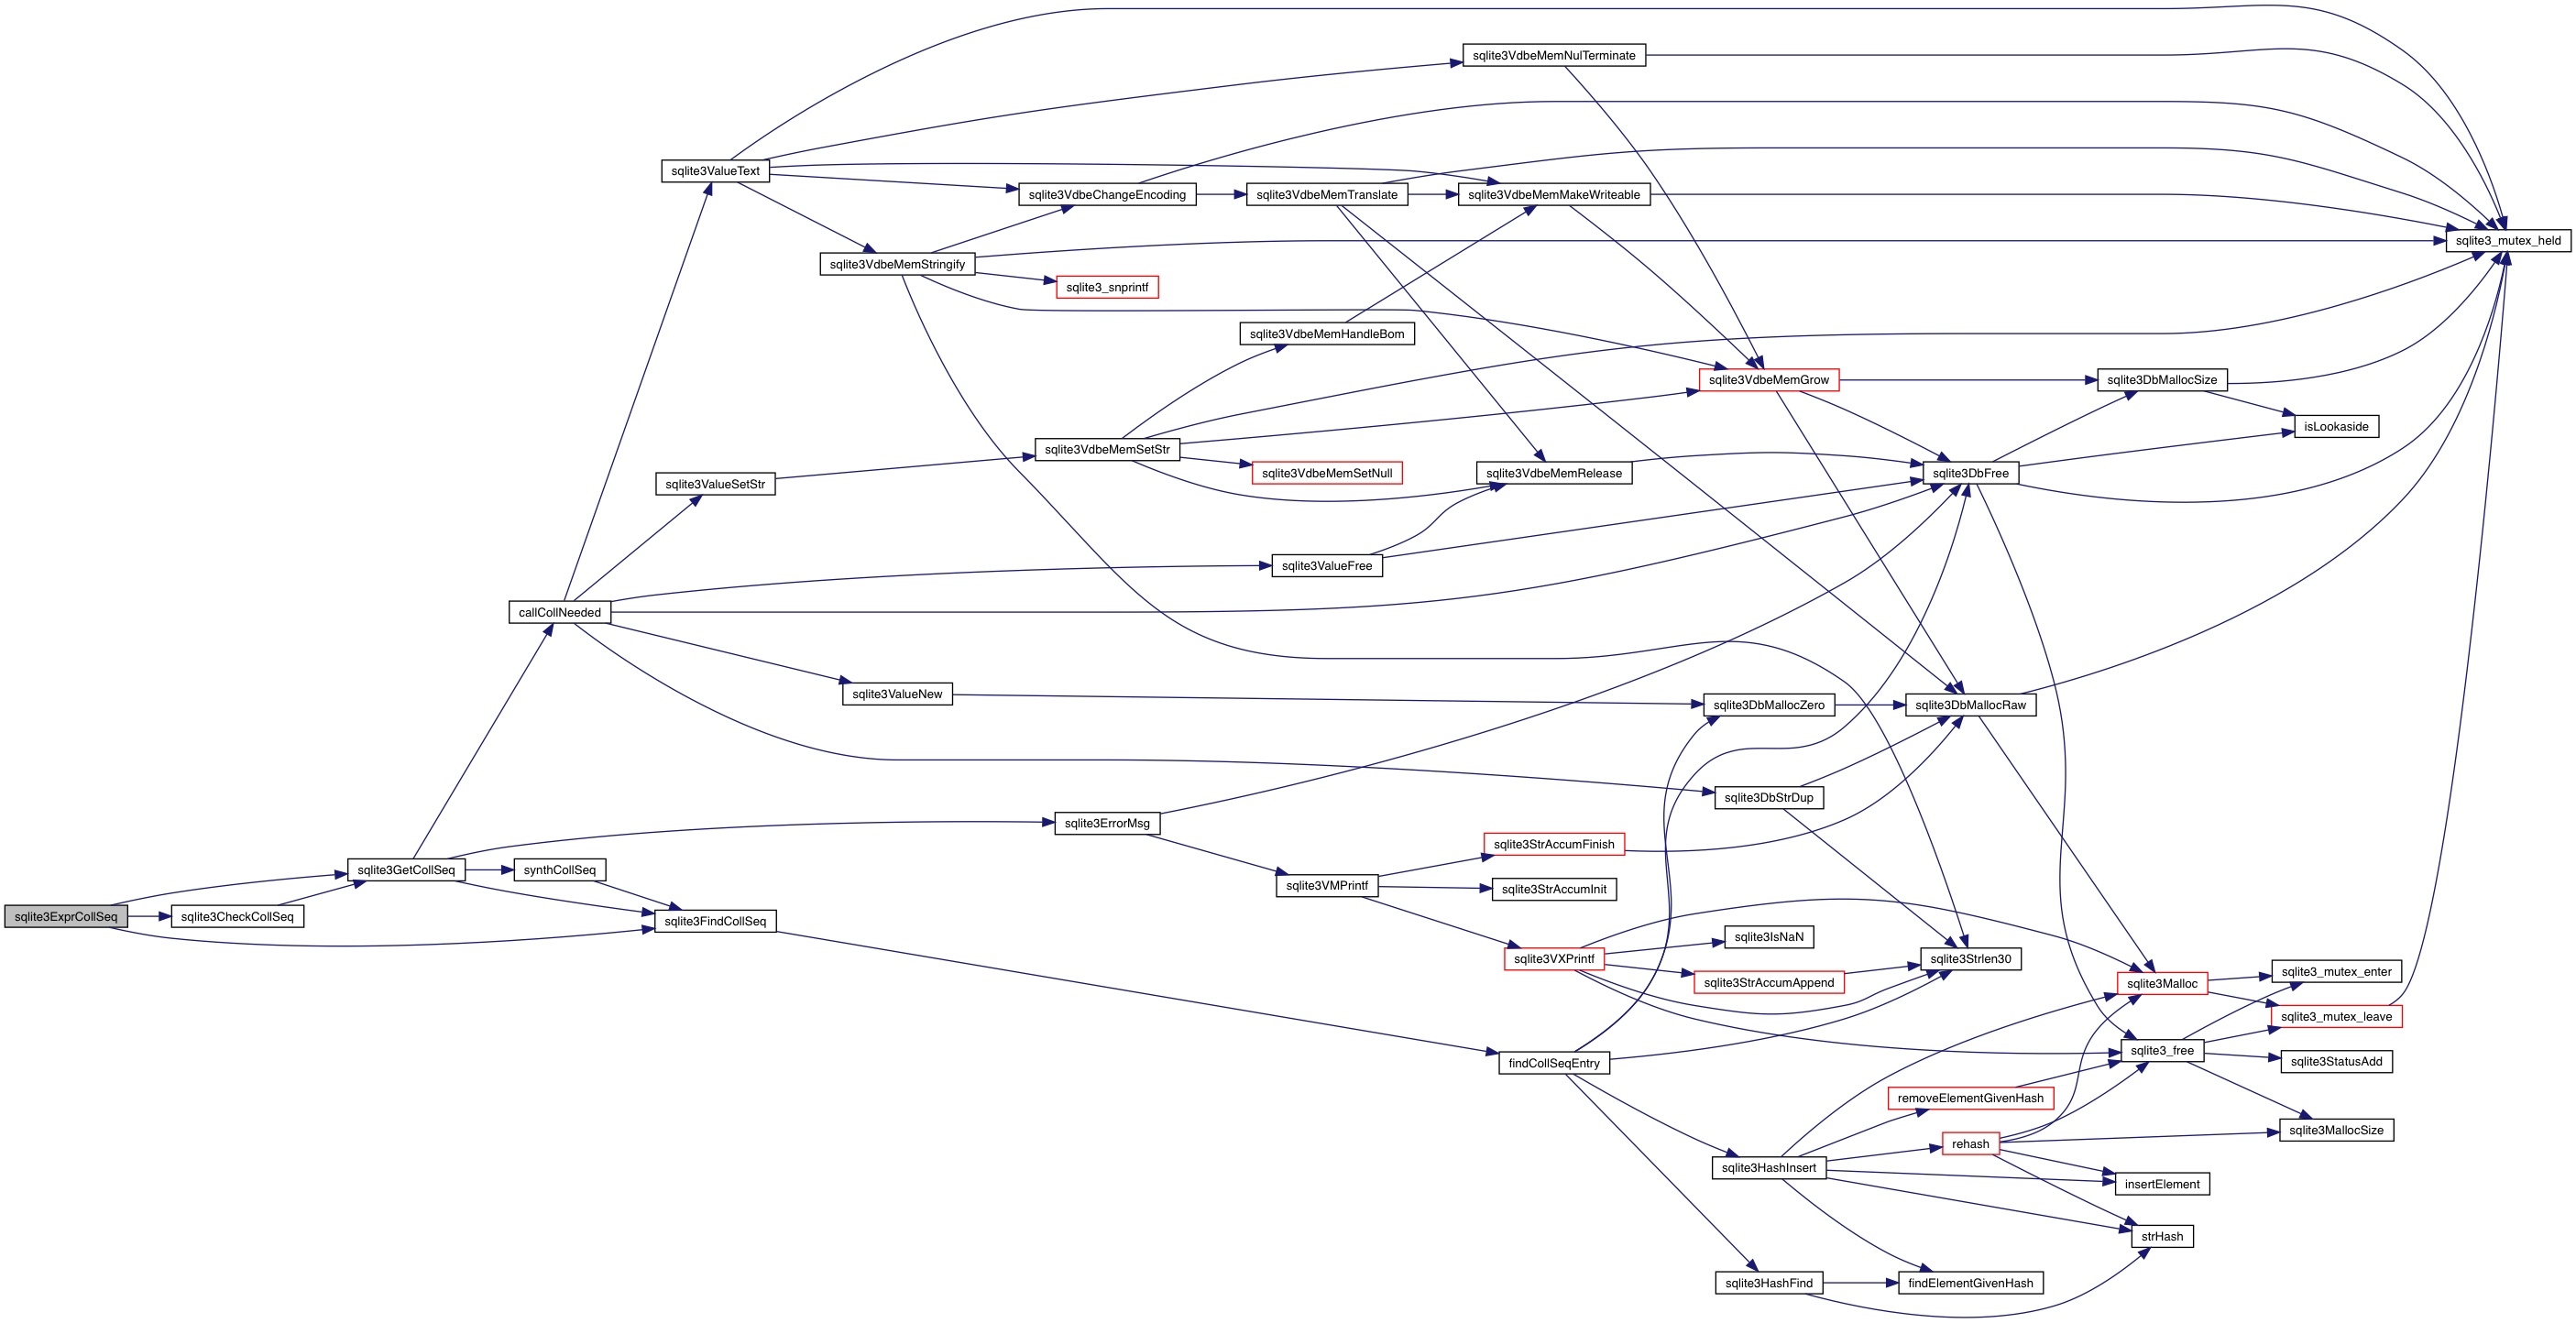 sqlite3VdbeMemNulTerminate
sqlite3ValueText
sqlite3VdbeChangeEncoding
sqlite3VdbeMemTranslate
sqlite3VdbeMemMakeWriteable
sqlite3_mutex_held
sqlite3VdbeMemStringify
sqlite3_snprintf
sqlite3VdbeMemHandleBom
sqlite3VdbeMemGrow
sqlite3DbMallocSize
isLookaside
sqlite3VdbeMemSetStr
sqlite3VdbeMemSetNull
sqlite3VdbeMemRelease
sqlite3DbFree
sqlite3ValueSetStr
sqlite3ValueFree
callCollNeeded
sqlite3ValueNew
sqlite3DbMallocZero
sqlite3DbMallocRaw
sqlite3DbStrDup
sqlite3ErrorMsg
sqlite3StrAccumFinish
sqlite3GetCollSeq
synthCollSeq
sqlite3VMPrintf
sqlite3StrAccumInit
sqlite3ExprCollSeq
sqlite3CheckCollSeq
sqlite3FindCollSeq
sqlite3IsNaN
sqlite3VXPrintf
sqlite3Strlen30
sqlite3StrAccumAppend
sqlite3Malloc
sqlite3_mutex_enter
sqlite3_mutex_leave
sqlite3_free
sqlite3StatusAdd
findCollSeqEntry
removeElementGivenHash
sqlite3MallocSize
rehash
sqlite3HashInsert
insertElement
strHash
sqlite3HashFind
findElementGivenHash